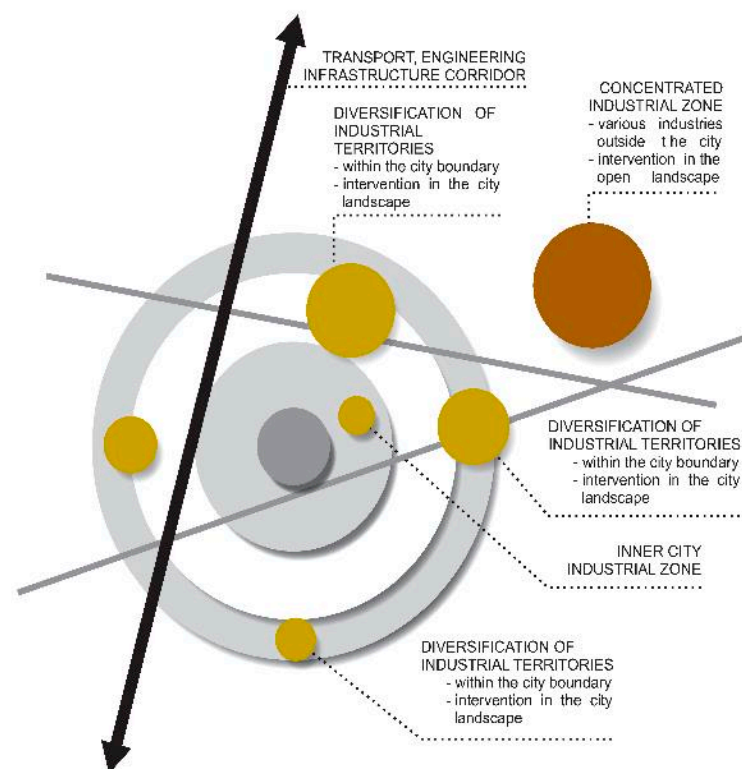 TRANSPORT, ENGINEERING
INFRASTRUCTURE CORRIDOR
DIVERSIFICATION OF
INDUSTRIAL
TERRITORIES
- within the city boundary
- intervention in the city
landscape
CONCENTRATED
INDUSTRIAL ZONE
- various industries
outside the city
- intervention in the
open landscape
DIVERSIFICATION OF
INDUSTRIAL TERRITORIES
- within the city boundary
- intervention in the city
landscape
INNER CITY
INDUSTRIAL ZONE
DIVERSIFICATION OF
INDUSTRIAL TERRITORIES
- within the city boundary
- intervention in the city
landscape